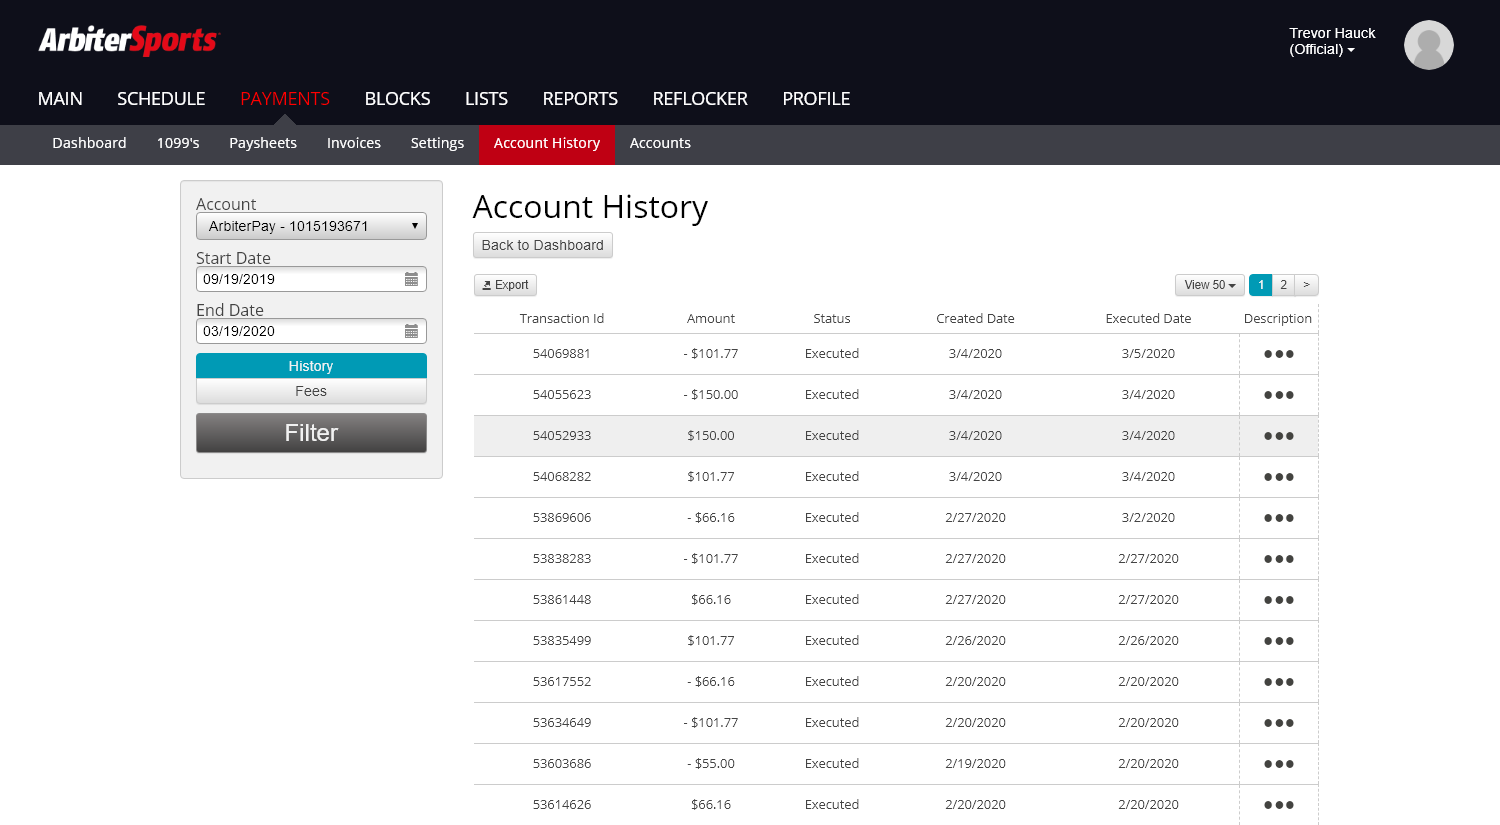 ArbiterSports
Trevor Hauck
(Official)
MAIN SCHEDULE PAYMENTS BLOCKS LISTS REPORTS REFLOCKER PROFILE
Dashboard 1099's Paysheets Invoices Settings Account History Accounts
Account
ArbiterPay - 1015193671
Start Date
09/19/2019
End Date
03/19/2020
History
Fees
Filter
Account History
Back to Dashboard
Export View 50 1 2 >
Transaction Id Amount Status Created Date Executed Date Description
54069881 - $101.77 Executed 3/4/2020 3/5/2020
54055623 - $150.00 Executed 3/4/2020 3/4/2020
54052933 $150.00 Executed 3/4/2020 3/4/2020
54068282 $101.77 Executed 3/4/2020 3/4/2020
53869606 - $66.16 Executed 2/27/2020 3/2/2020
53838283 - $101.77 Executed 2/27/2020 2/27/2020
53861448 $66.16 Executed 2/27/2020 2/27/2020
53835499 $101.77 Executed 2/26/2020 2/26/2020
53617552 - $66.16 Executed 2/20/2020 2/20/2020
53634649 - $101.77 Executed 2/20/2020 2/20/2020
53603686 - $55.00 Executed 2/19/2020 2/20/2020
53614626 $66.16 Executed 2/20/2020 2/20/2020